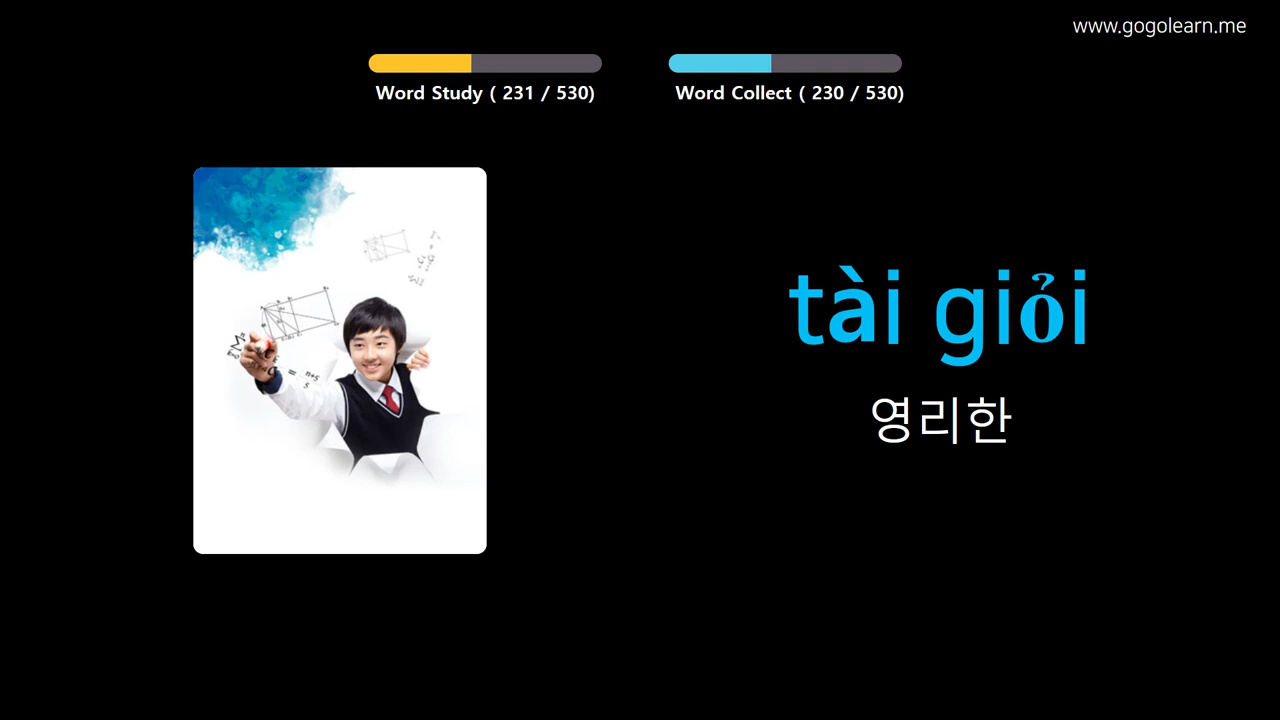 www.gogolearn.me
Word Study ( 231 / 530)
Word Collect ( 230 / 530)
tài giỏi
영리한